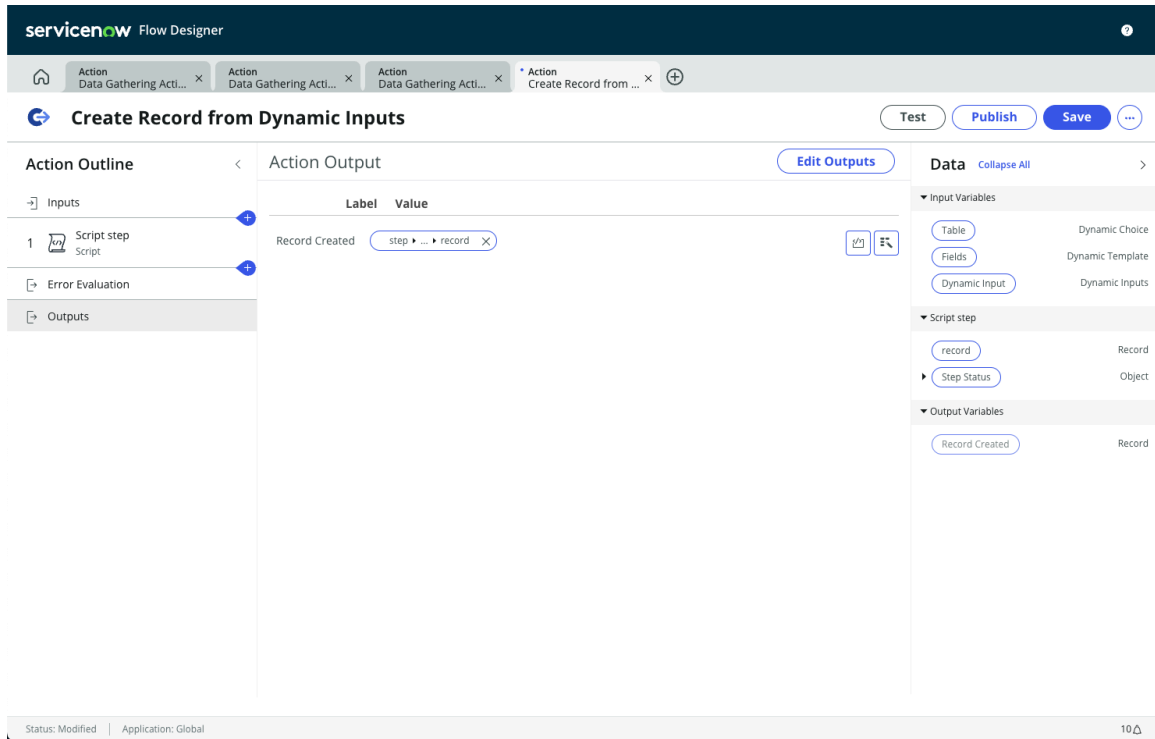 servicenow Flow Designer
Action
Data Gathering Acti...
Action
Data Gathering Acti...
Action
Data Gathering Acti...
Action
Create Record from ...
Create Record from Dynamic Inputs
Test
Publish
Save
Action Outline
Inputs
1
Script step
Script
Error Evaluation
Outputs
Action Output
Edit Outputs
Label Value
Record Created
step ▸ ... ▸ record
Data Collapse All
Input Variables
Table Dynamic Choice
Fields Dynamic Template
Dynamic Input Dynamic Inputs
Script step
record Record
Step Status Object
Output Variables
Record Created Record
Status: Modified | Application: Global
10